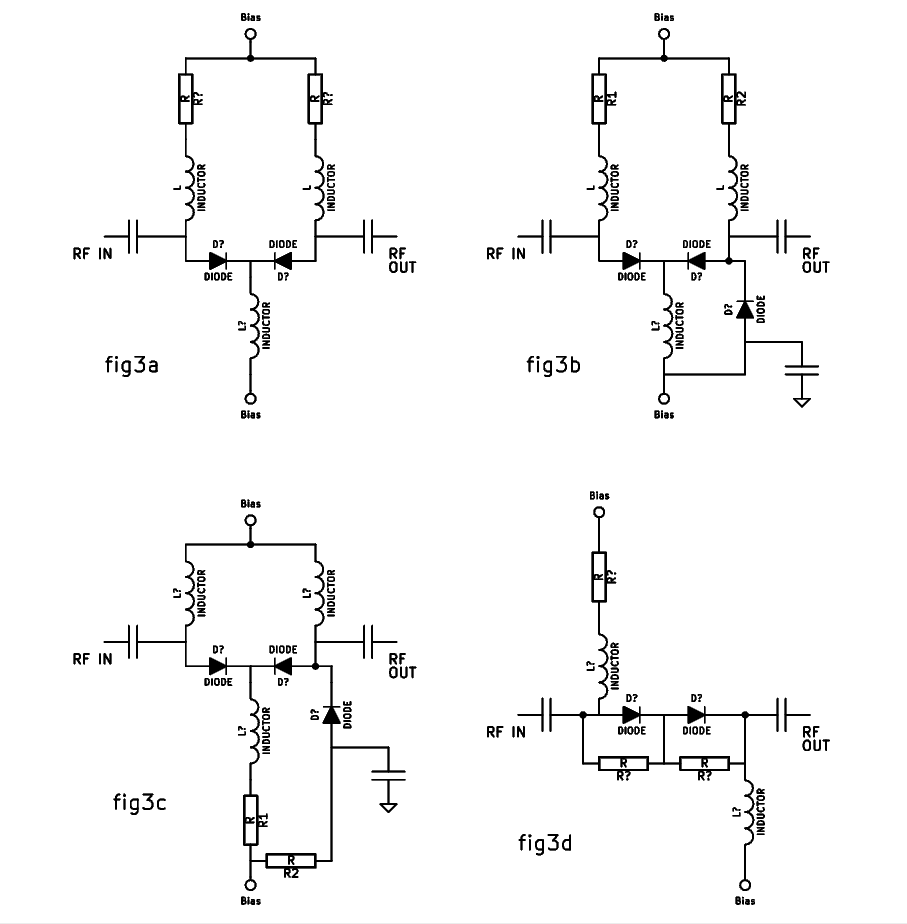 Bias
R
R?
R
R?
L
INDUCTOR
L
INDUCTOR
RF IN
RF
OUT
D?
DIODE
DIODE
D?
L?
INDUCTOR
fig3a
Bias
Bias
R
R1
R
R2
L
INDUCTOR
L
INDUCTOR
RF IN
RF
OUT
D?
DIODE
DIODE
D?
D?
DIODE
L?
INDUCTOR
fig3b
Bias
Bias
L?
INDUCTOR
L?
INDUCTOR
RF IN
RF
OUT
D?
DIODE
DIODE
D?
D?
DIODE
L?
INDUCTOR
fig3c
R
R1
R
R2
Bias
Bias
R
R?
L?
INDUCTOR
RF IN
RF
OUT
D?
DIODE
D?
DIODE
R
R?
R
R?
L?
INDUCTOR
fig3d
Bias